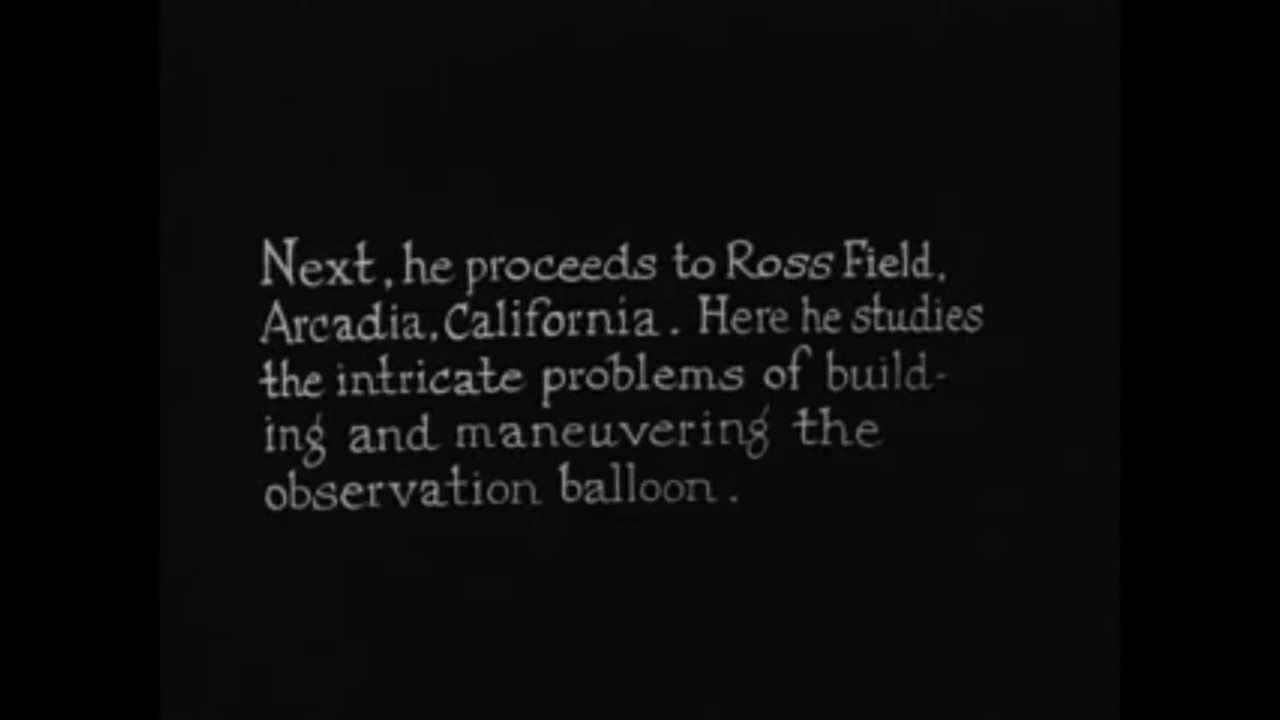 Next, he proceeds to Ross Field,
Arcadia, California. Here he studies
the intricate problems of build-
ing and maneuvering the
observation balloon.